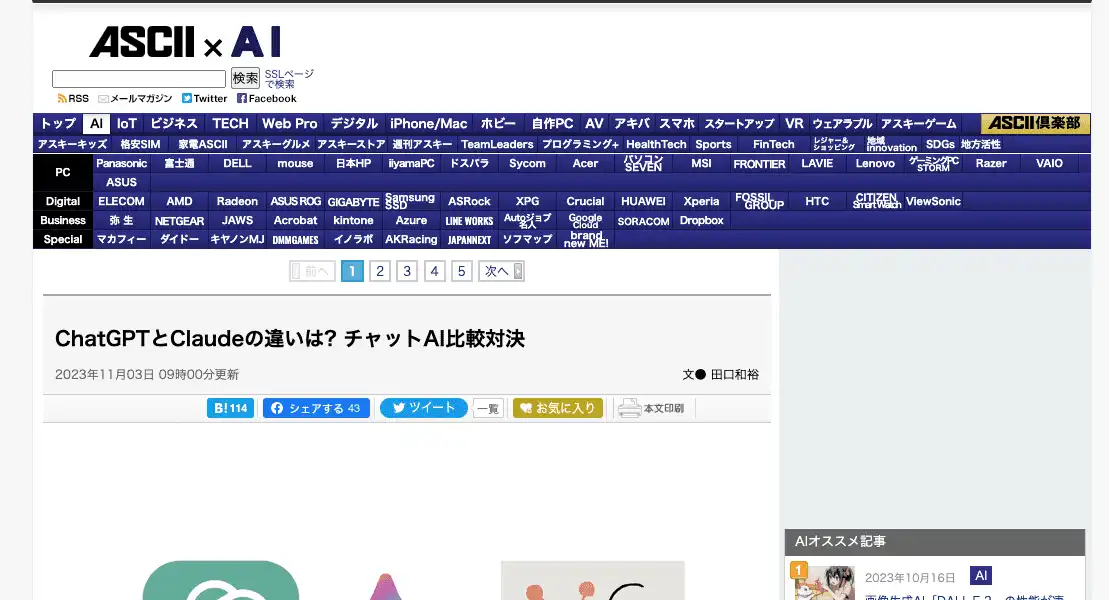 ASCII × AI
検索 SSLページで検索
RSS メールマガジン Twitter Facebook
トップ AI IoT ビジネス TECH Web Pro デジタル iPhone/Mac ホビー 自作PC AV アキバ スマホ スタートアップ VR ウェアラブル アスキーゲーム ASCII倶楽部
アスキーキッズ 格安SIM 家電ASCII アスキーグルメ アスキーストア 週刊アスキー TeamLeaders プログラミング+ HealthTech Sports FinTech レジャー&ショッピング 地域innovation SDGs 地方活性
PC Panasonic 富士通 DELL mouse 日本HP iiyamaPC ドスパラ Sycom Acer パソコンSEVEN MSI FRONTIER LAVIE Lenovo ゲーミングPC STORM Razer VAIO
ASUS
Digital ELECOM AMD Radeon ASUS ROG GIGABYTE Samsung SSD ASRock XPG Crucial HUAWEI Xperia FOSSIL GROUP HTC CITIZEN SmartWatch ViewSonic
Business 弥生 NETGEAR JAWS Acrobat kintone Azure LINE WORKS Autoジョブ名人 Google Cloud SORACOM Dropbox
Special マカフィー ダイドー キヤノンMJ DMMGAMES イノラボ AKRacing JAPANNEXT ソフマップ brand new ME!
前へ 1 2 3 4 5 次へ
ChatGPTとClaudeの違いは? チャットAI比較対決
2023年11月03日 09時00分更新
文● 田口和裕
B! 114 シェアする 43 ツイート 一覧 お気に入り 本文印刷
AIオススメ記事
1 2023年10月16日 AI